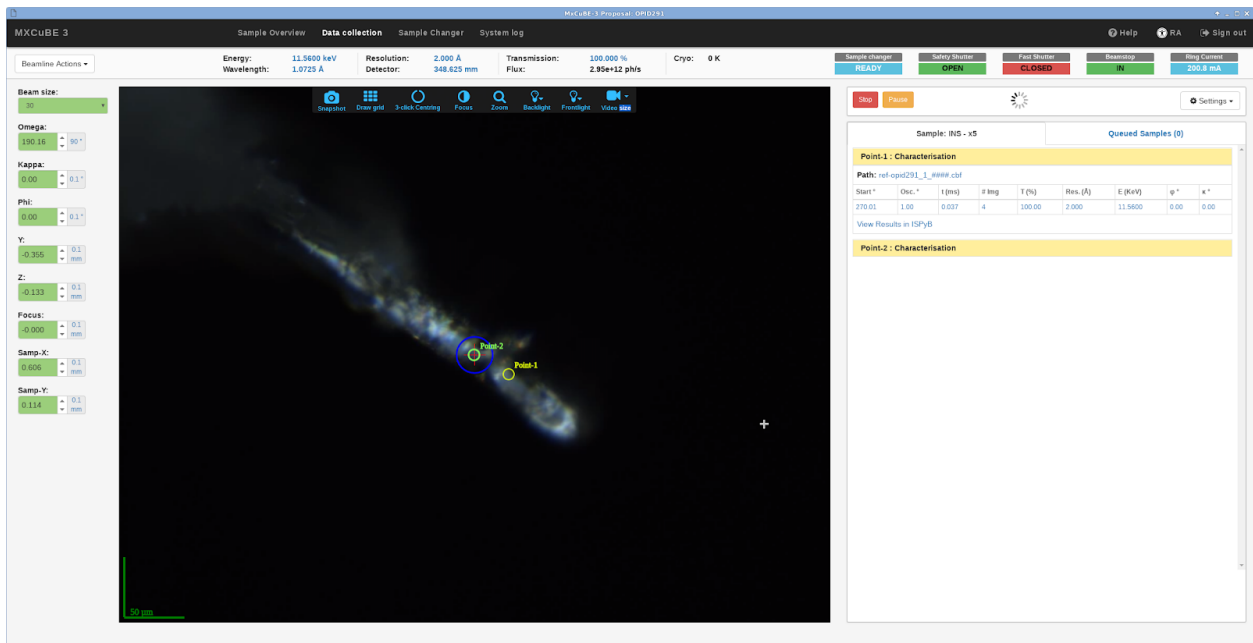 MXCuBE-3 Proposal: OPID291
MXCuBE 3 Sample Overview Data collection Sample Changer System log Help RA Sign out
Beamline Actions
Energy: 11.5600 keV Resolution: 2.000 Å Transmission: 100.000 % Cryo: 0 K
Wavelength: 1.0725 Å Detector: 348.625 mm Flux: 2.95e+12 ph/s
Sample changer Safety Shutter Fast Shutter Beamstop Ring Current
READY OPEN CLOSED IN 200.8 mA
Beam size:
30
Omega:
190.16 90 °
Kappa:
0.00 0.1 °
Phi:
0.00 0.1 °
Y:
-0.355 0.1 mm
Z:
-0.133 0.1 mm
Focus:
-0.000 0.1 mm
Samp-X:
0.606 0.1 mm
Samp-Y:
0.114 0.1 mm
Snapshot Draw grid 3-click Centring Focus Zoom Backlight Frontlight Video size
Point-2
Point-1
50 µm
Stop Pause Settings
Sample: INS - x5 Queued Samples (0)
Point-1 : Characterisation
Path: ref-opid291_1_####.cbf
Start ° Osc. ° t (ms) # Img T (%) Res. (Å) E (KeV) φ ° κ °
270.01 1.00 0.037 4 100.00 2.000 11.5600 0.00 0.00
View Results in ISPyB
Point-2 : Characterisation